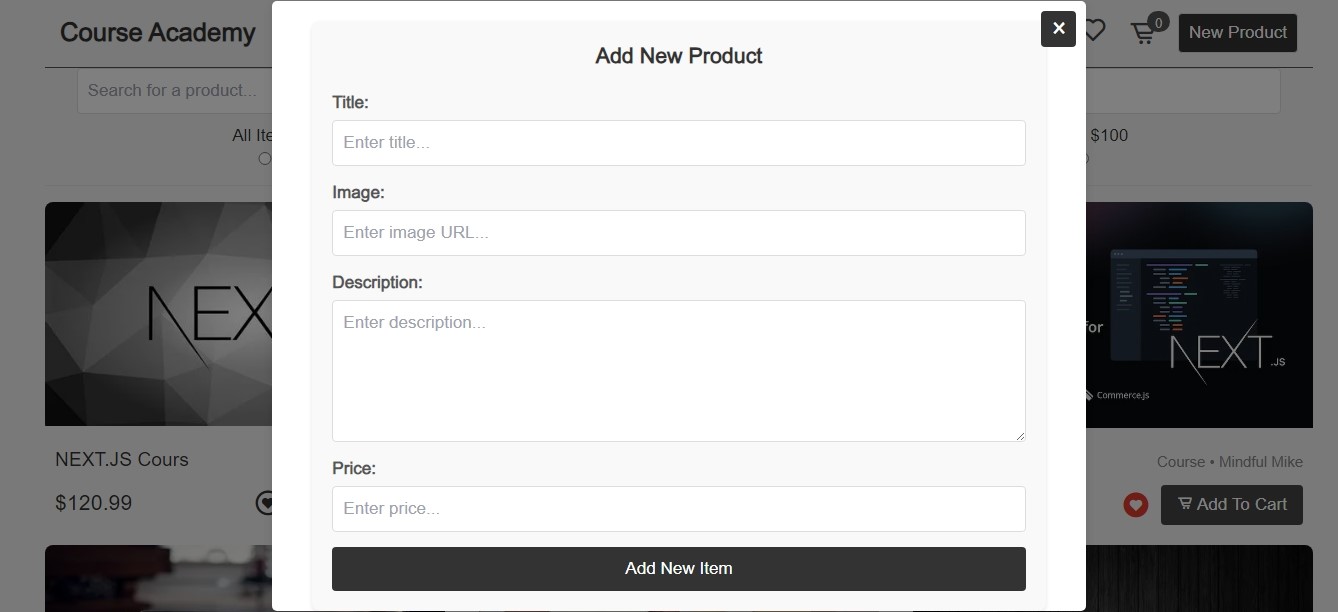 Course Academy
0
New Product
Search for a product...
All Ite
$100
×
Add New Product
Title:
Enter title...
Image:
Enter image URL...
Description:
Enter description...
Price:
Enter price...
Add New Item
NEX
NEXT.JS Cours
$120.99
for
NEXT.JS
Commerce.js
Course • Mindful Mike
Add To Cart